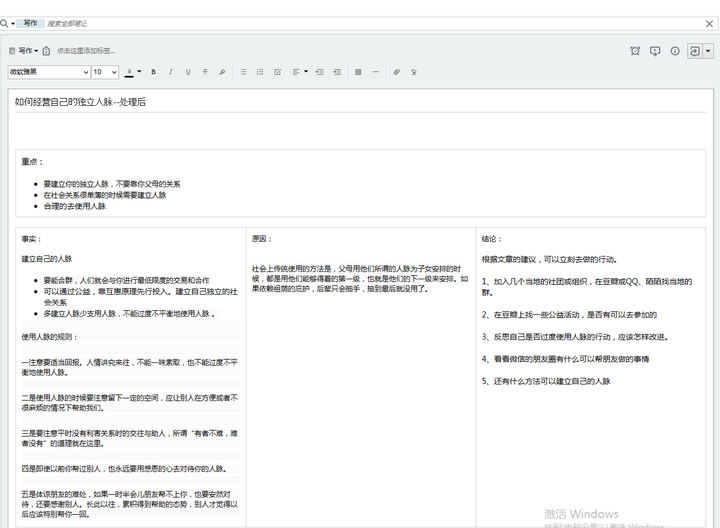 写作 搜索全部笔记
写作 点击这里添加标签...
微软雅黑 10 a B I U T
如何经营自己的独立人脉--处理后
重点：
要建立你的独立人脉，不要靠你父母的关系
在社会关系很单薄的时候需要建立人脉
合理的去使用人脉
事实：
建立自己的人脉
要能合群，人们就会与你进行最低限度的交易和合作
可以通过公益，靠互惠原则先行投入。建立自己独立的社
会关系
多建立人脉少支用人脉，不能过度不平衡地使用人脉 。
使用人脉的规则：
一注意要适当回报。人情讲究来往，不能一味索取，也不能过度不平
衡地使用人脉。
二是使用人脉的时候要注意留下一定的空间，应让别人在方便或者不
很麻烦的情况下帮助我们。
三是要注意平时没有利害关系时的交往与助人，所谓“有者不难，难
者没有”的道理就在这里。
四是即使以前你帮过别人，也永远要用感恩的心去对待你的人脉。
五是体谅朋友的难处，如果一时半会儿朋友帮不上你，也要安然对
待，还要感谢别人。长此以往，累积得到帮助的态势，别人才觉得以
后应该特别帮你一回。
原因：
社会上传统使用的方法是，父母用他们所谓的人脉为子女安排的时
候，都是用他们能够得着的第一级，也就是他们的下一级来安排。如
果依赖祖荫的庇护，后辈只会抽手，抽到最后就没用了。
结论：
根据文章的建议，可以立刻去做的行动。
1、加入几个当地的社团或组织，在豆瓣或QQ、陌陌找当地的
群。
2、在豆瓣上找一些公益活动，是否有可以去参加的
3、反思自己是否过度使用人脉的行动，应该怎样改进。
4、看看微信的朋友圈有什么可以帮朋友做的事情
5、还有什么方法可以建立自己的人脉
激活 Windows